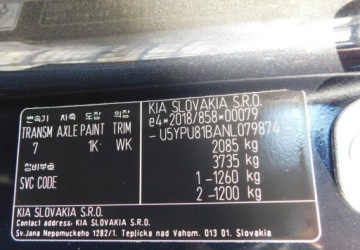 변속기 차축 도장 의장
TRANSM AXLE PAINT TRIM
7 1K WK
장비부호
SVC CODE
KIA SLOVAKIA S.R.O.
e4*2018/858*00079
- U5YPU81BANL079874 -
2085 kg
3735 kg
1 -1260 kg
2 -1200 kg
KIA SLOVAKIA S.R.O.
Address: KIA SLOVAKIA S.R.O.
Sv.Jana Nepomuckeho 1282/1. Teplicka nad Vahom. 013 01. Slovakia